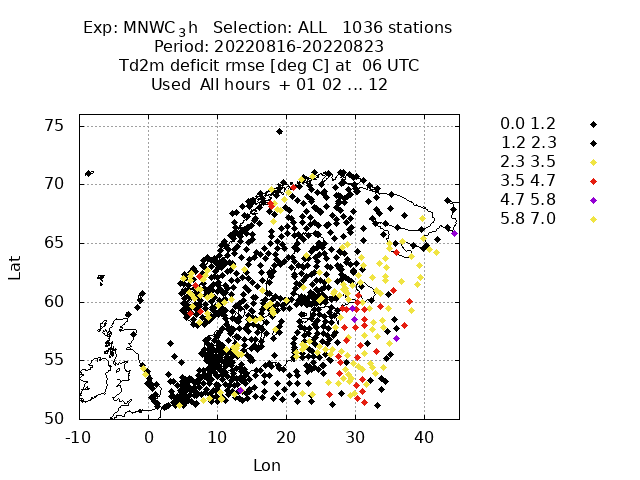 Exp: MNWC_3h Selection: ALL 1036 stations
Period: 20220816-20220823
Td2m deficit rmse [deg C] at 06 UTC
Used All hours + 01 02 ... 12
0.0 1.2
1.2 2.3
2.3 3.5
3.5 4.7
4.7 5.8
5.8 7.0
75
70
65
60
55
50
Lat
-10 0 10 20 30 40
Lon